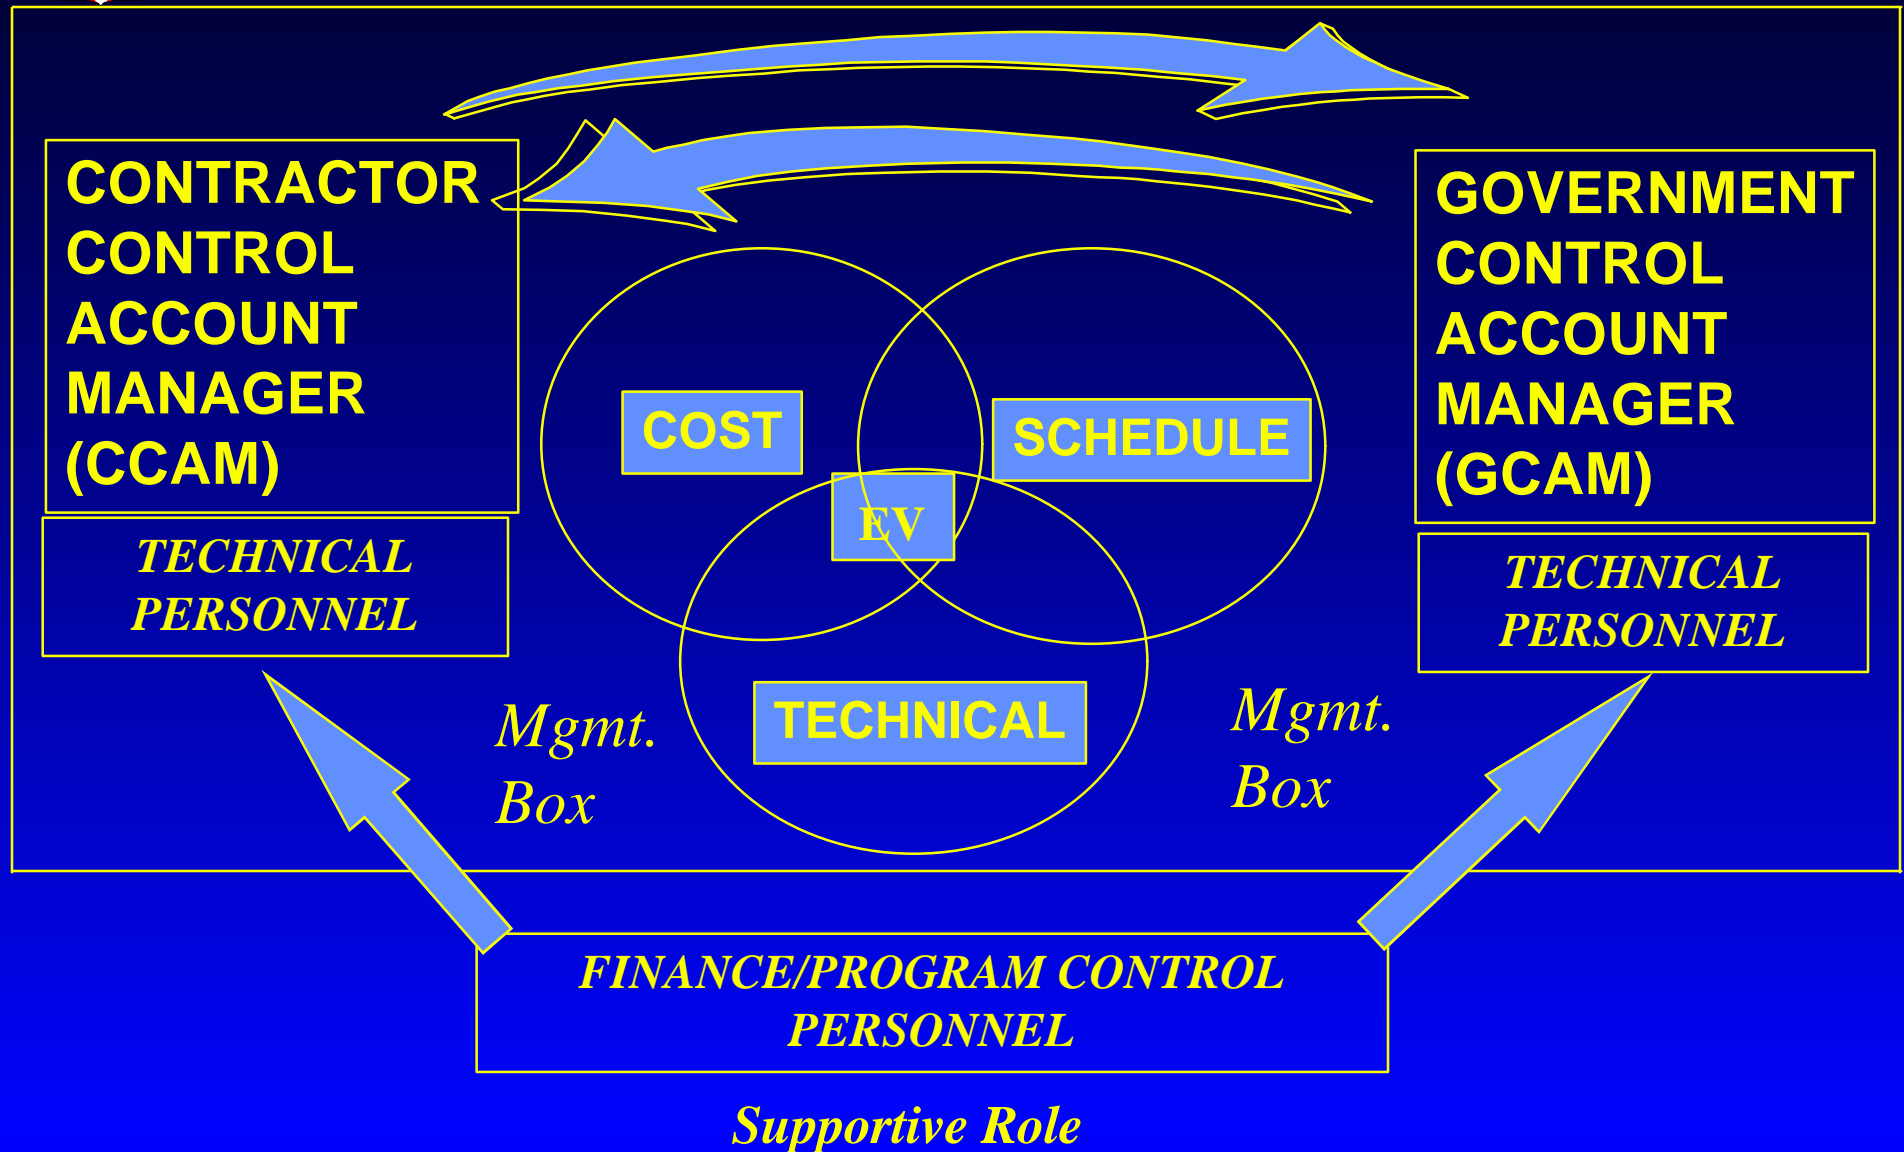 CONTRACTOR
CONTROL
ACCOUNT
MANAGER
(CCAM)
TECHNICAL
PERSONNEL
GOVERNMENT
CONTROL
ACCOUNT
MANAGER
(GCAM)
TECHNICAL
PERSONNEL
COST
SCHEDULE
EV
TECHNICAL
Mgmt.
Box
Mgmt.
Box
FINANCE/PROGRAM CONTROL
PERSONNEL
Supportive Role